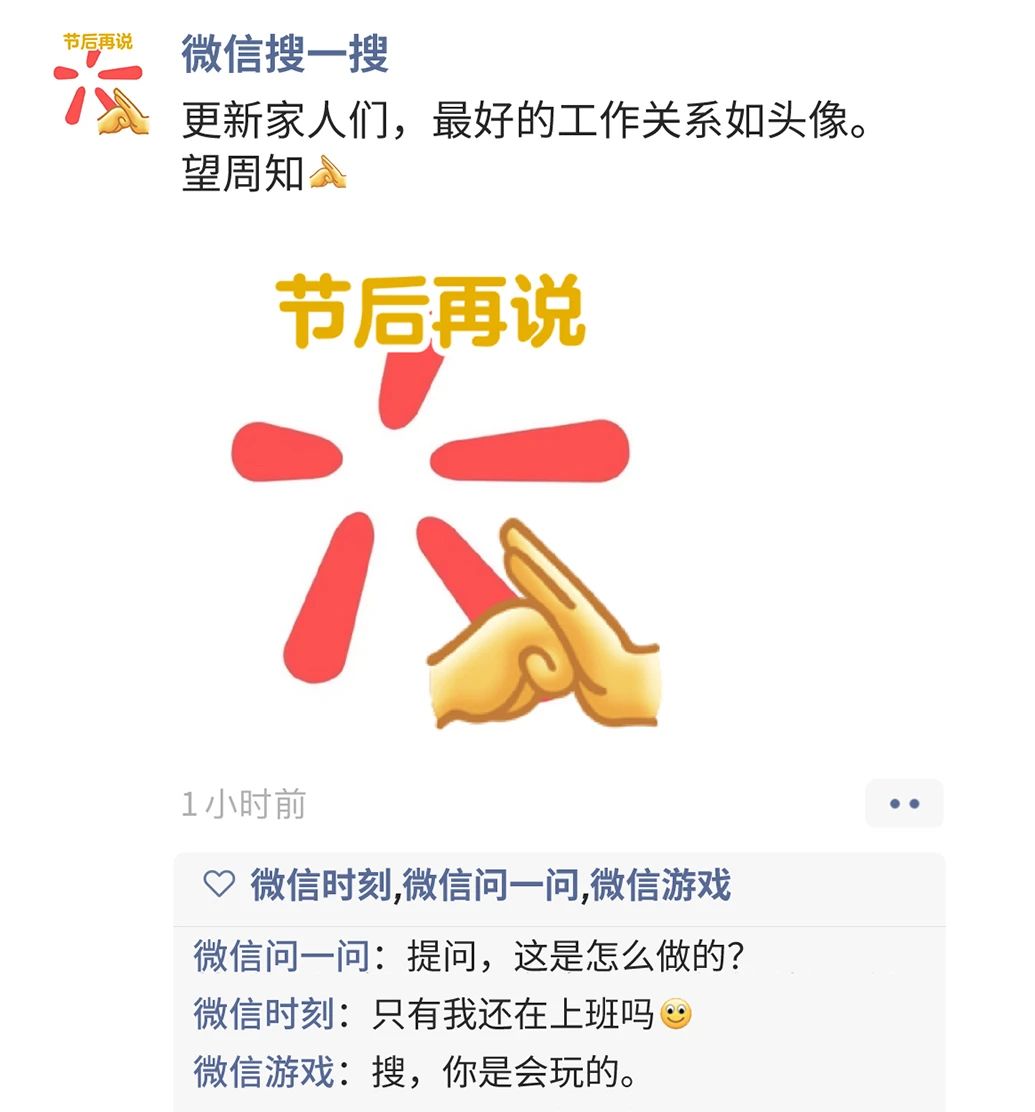 节后再说
微信搜一搜
更新家人们，最好的工作关系如头像。
望周知
节后再说
1小时前
微信时刻,微信问一问,微信游戏
微信问一问：提问，这是怎么做的？
微信时刻：只有我还在上班吗
微信游戏：搜，你是会玩的。